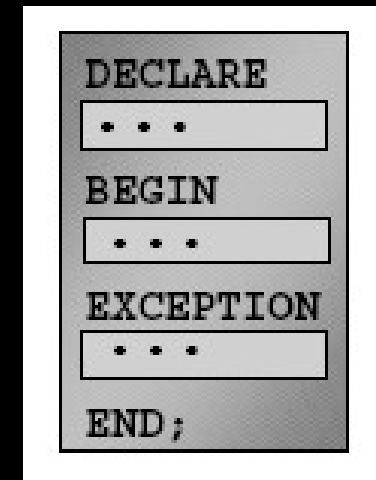 DECLARE
• • •
BEGIN
• • •
EXCEPTION
• • •
END;